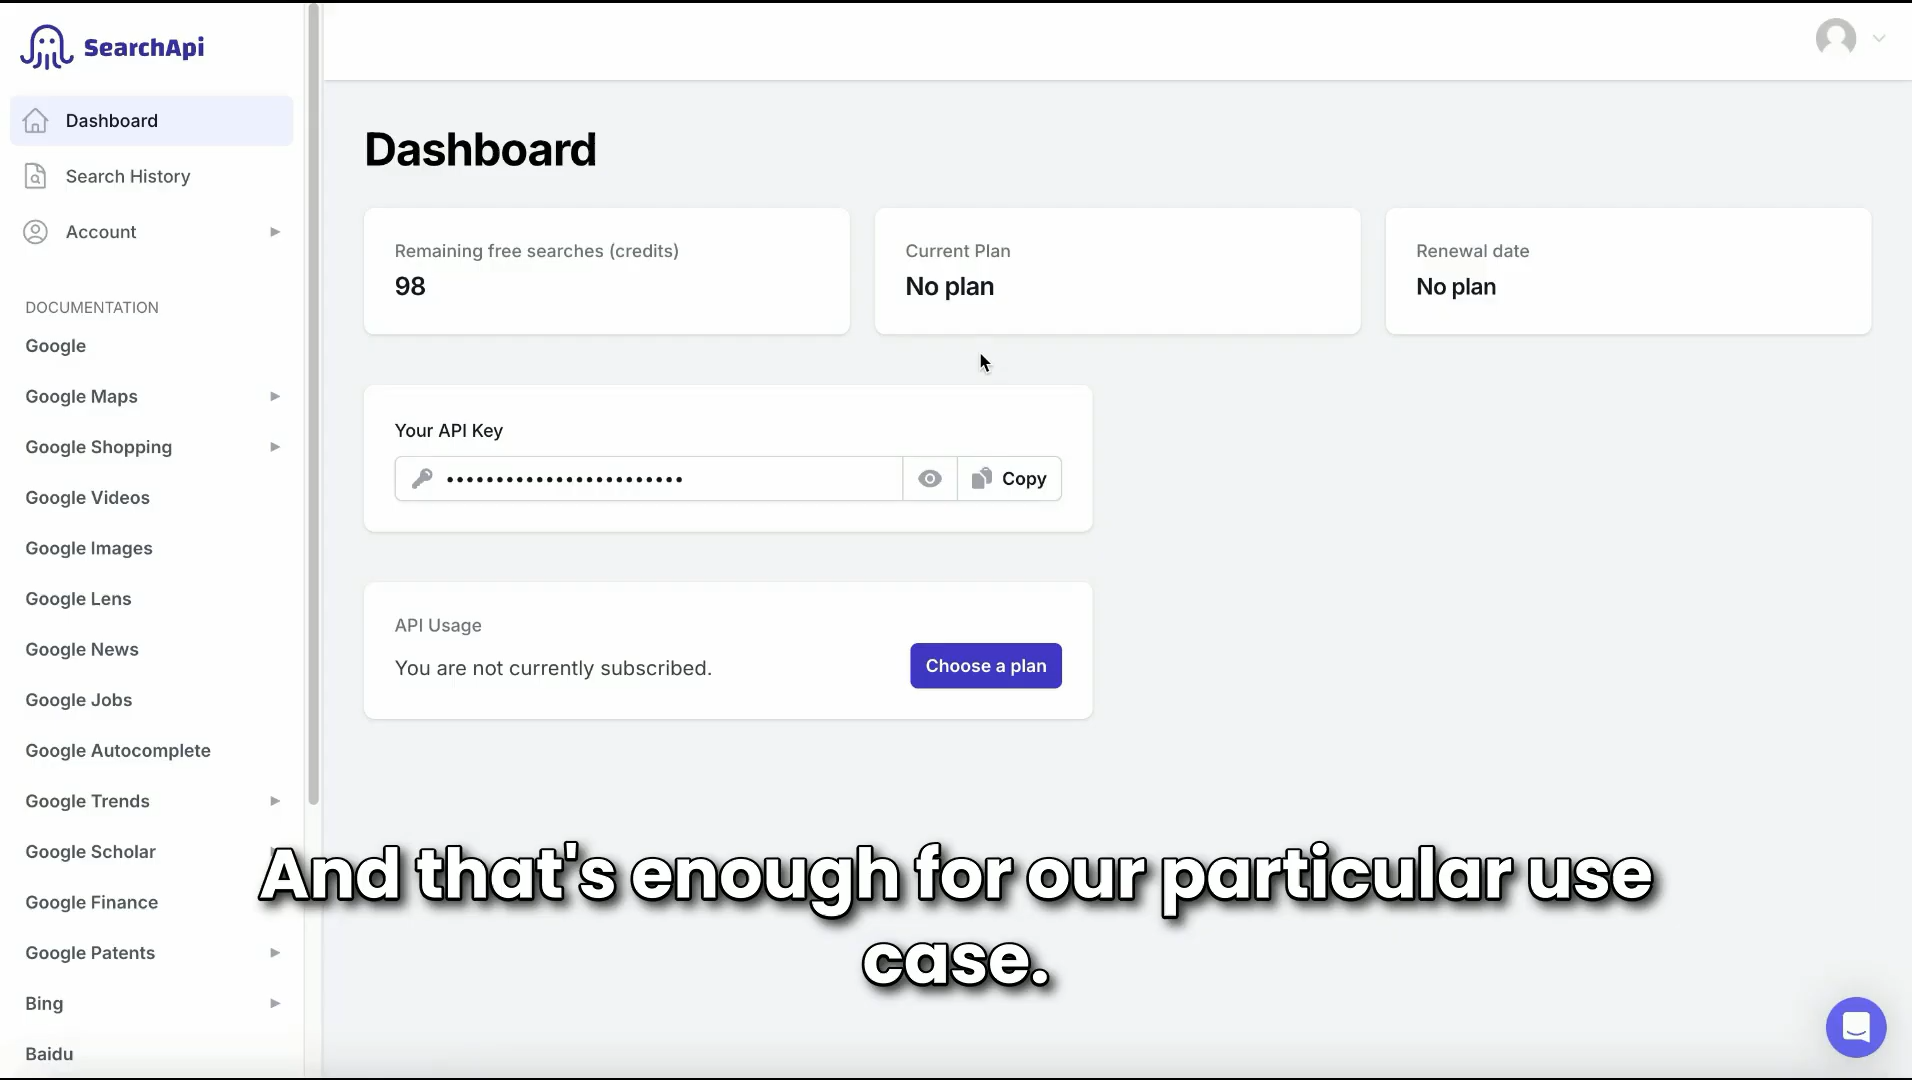 SearchApi
Dashboard
Search History
Account
DOCUMENTATION
Google
Google Maps
Google Shopping
Google Videos
Google Images
Google Lens
Google News
Google Jobs
Google Autocomplete
Google Trends
Google Scholar
Google Finance
Google Patents
Bing
Baidu
Dashboard
Remaining free searches (credits)
98
Current Plan
No plan
Renewal date
No plan
Your API Key
••••••••••••••••••••••••
Copy
API Usage
You are not currently subscribed.
Choose a plan
And that's enough for our particular use
case.